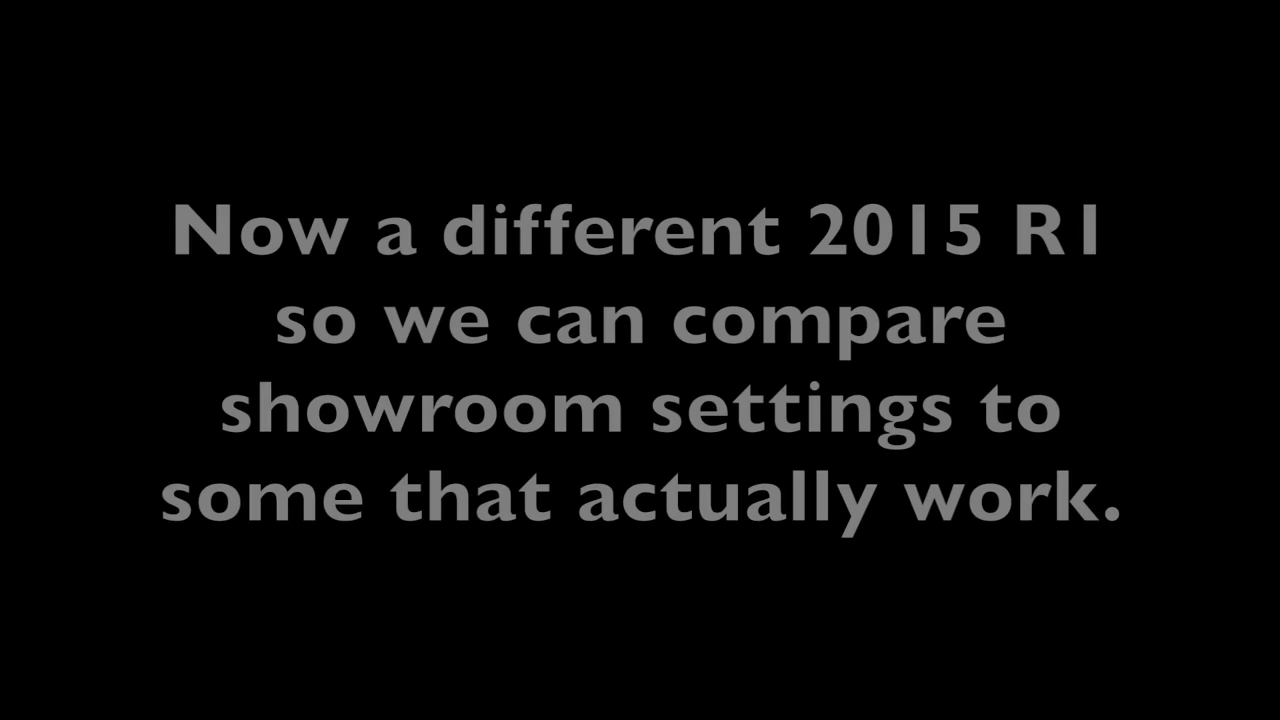 Now a different 2015 R1
so we can compare
showroom settings to
some that actually work.